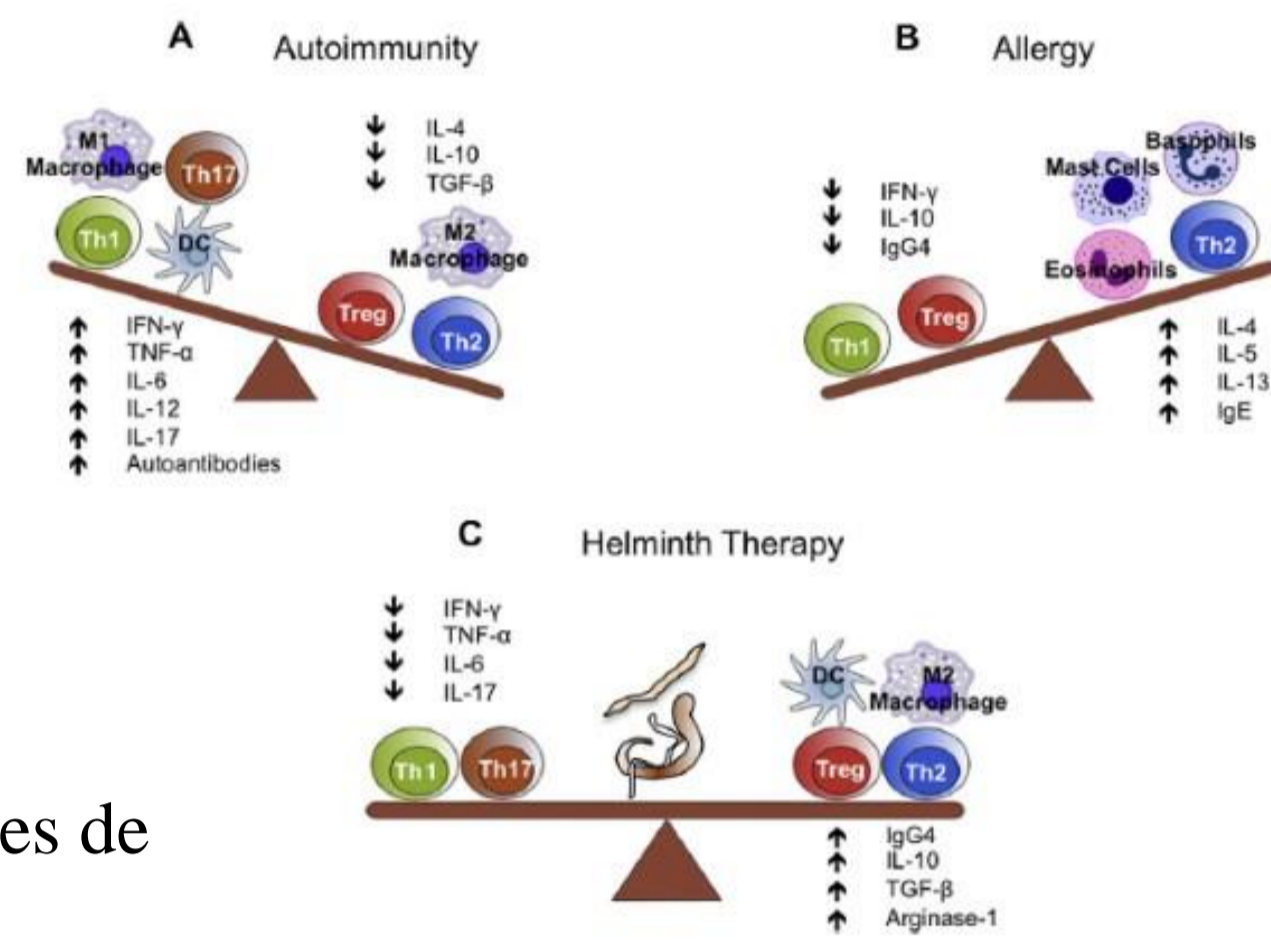 A
Autoimmunity
M1
Macrophage
Th17
Th1
DC
↓ IL-4
↓ IL-10
↓ TGF-β
M2
Macrophage
Treg
Th2
↑ IFN-γ
↑ TNF-α
↑ IL-6
↑ IL-12
↑ IL-17
↑ Autoantibodies
B
Allergy
↓ IFN-γ
↓ IL-10
↓ IgG4
Basophils
Mast Cells
Th2
Eosinophils
Treg
Th1
↑ IL-4
↑ IL-5
↑ IL-13
↑ IgE
C
Helminth Therapy
↓ IFN-γ
↓ TNF-α
↓ IL-6
↓ IL-17
DC
M2
Macrophage
Th1
Th17
Treg
Th2
es de
↑ IgG4
↑ IL-10
↑ TGF-β
↑ Arginase-1